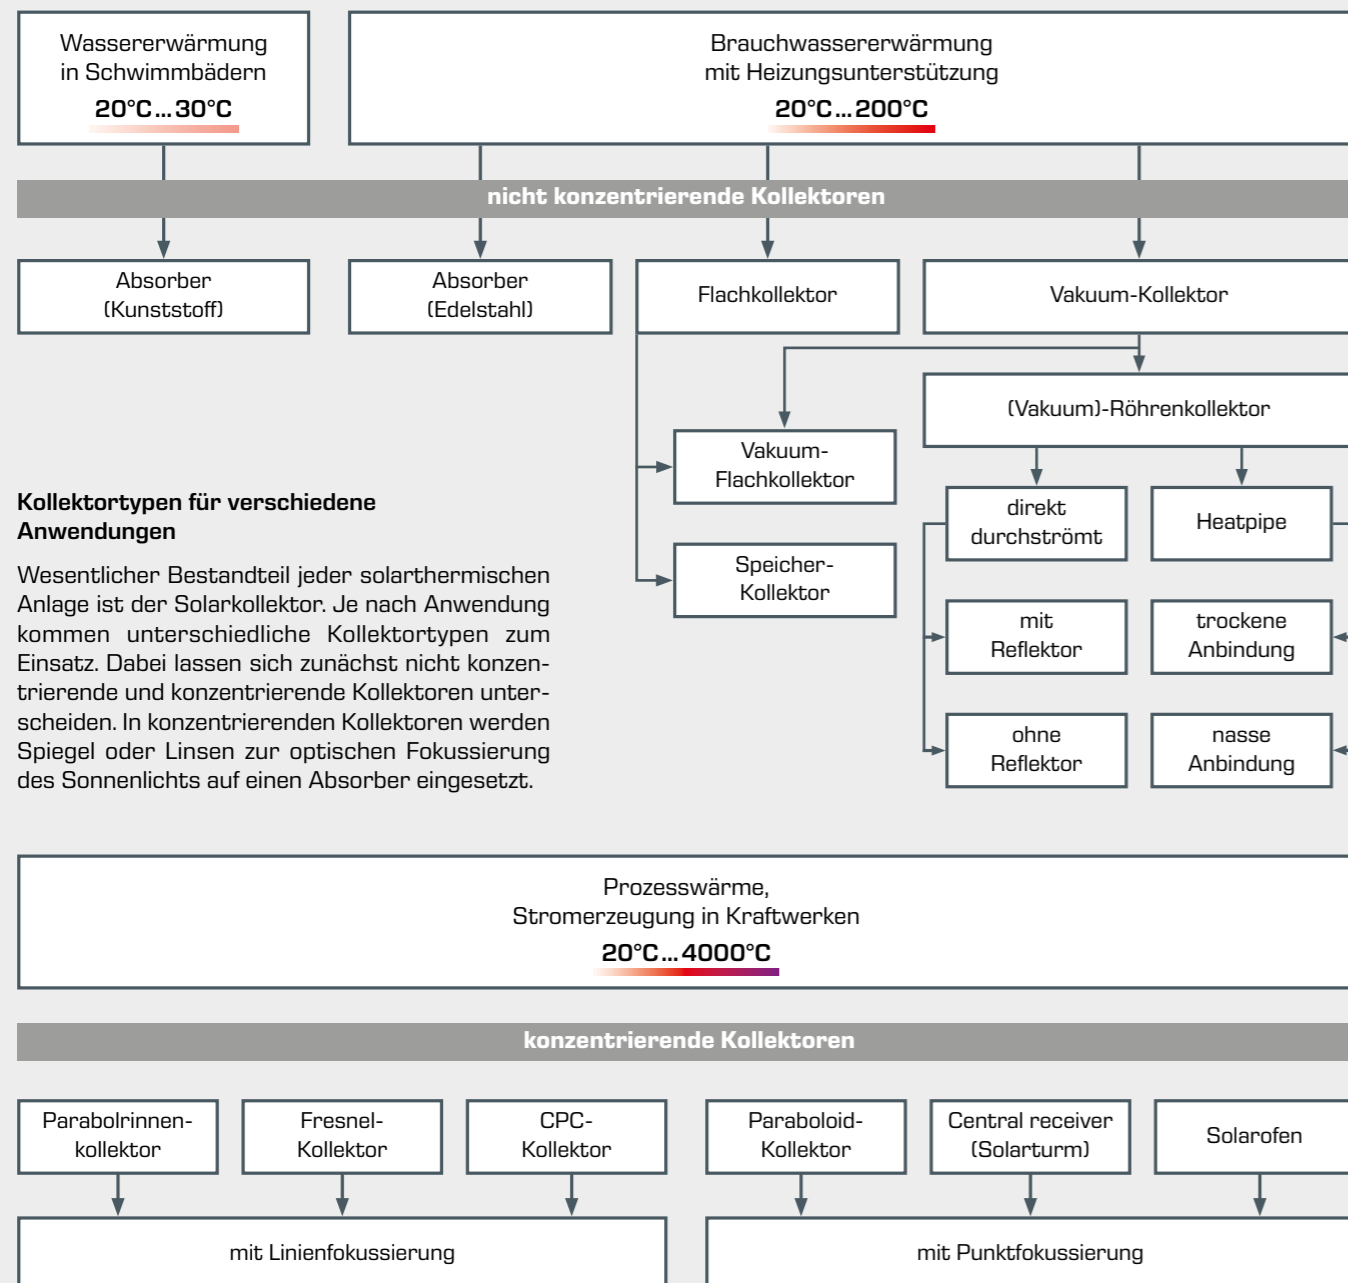 Wassererwärmung
in Schwimmbädern
20°C...30°C
Brauchwassererwärmung
mit Heizungsunterstützung
20°C...200°C
nicht konzentrierende Kollektoren
Absorber
(Kunststoff)
Absorber
(Edelstahl)
Flachkollektor
Vakuum-Kollektor
(Vakuum)-Röhrenkollektor
Vakuum-
Flachkollektor
Speicher-
Kollektor
direkt
durchströmt
Heatpipe
mit
Reflektor
trockene
Anbindung
ohne
Reflektor
nasse
Anbindung
Kollektortypen für verschiedene
Anwendungen
Wesentlicher Bestandteil jeder solarthermischen
Anlage ist der Solarkollektor. Je nach Anwendung
kommen unterschiedliche Kollektortypen zum
Einsatz. Dabei lassen sich zunächst nicht konzen-
trierende und konzentrierende Kollektoren unter-
scheiden. In konzentrierenden Kollektoren werden
Spiegel oder Linsen zur optischen Fokussierung
des Sonnenlichts auf einen Absorber eingesetzt.
Prozesswärme,
Stromerzeugung in Kraftwerken
20°C...4000°C
konzentrierende Kollektoren
Parabolrinnen-
kollektor
Fresnel-
Kollektor
CPC-
Kollektor
Paraboloid-
Kollektor
Central receiver
(Solarturm)
Solarofen
mit Linienfokussierung
mit Punktfokussierung